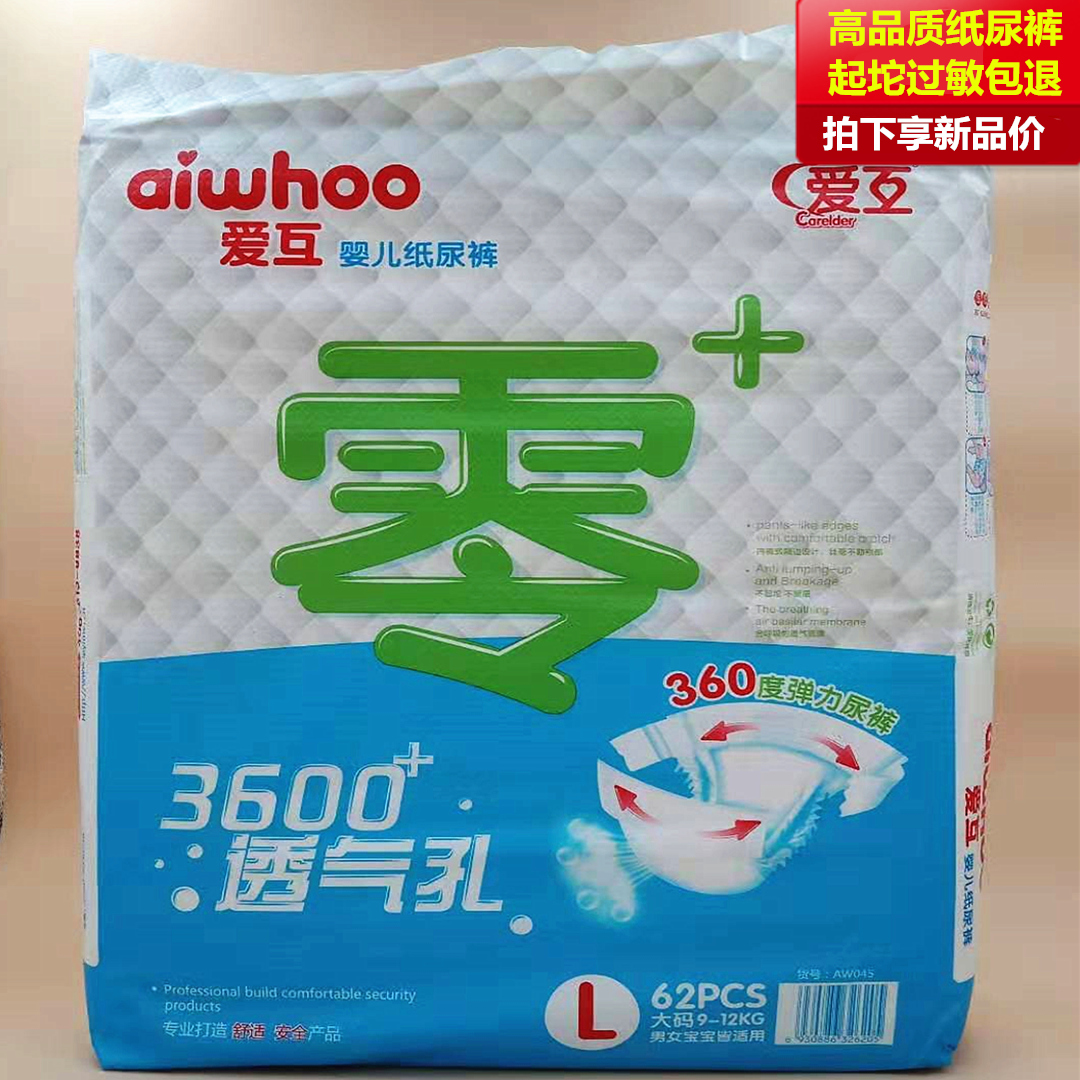 高品质纸尿裤
起坨过敏包退
拍下享新品价
aiwhoo
爱互 婴儿纸尿裤
爱互
Carelder
零+
pants-like edges
with comfortable crotch
Anti lumping-up
and Breakage
The breathing
air basilar membrane
360度弹力尿裤
3600+
透气孔
Professional build comfortable security
products
专业打造 舒适 安全产品
L
62PCS
大码 9-12KG
男女宝宝皆适用
货号：AW045
6 930886 326205
爱互 婴儿纸尿裤